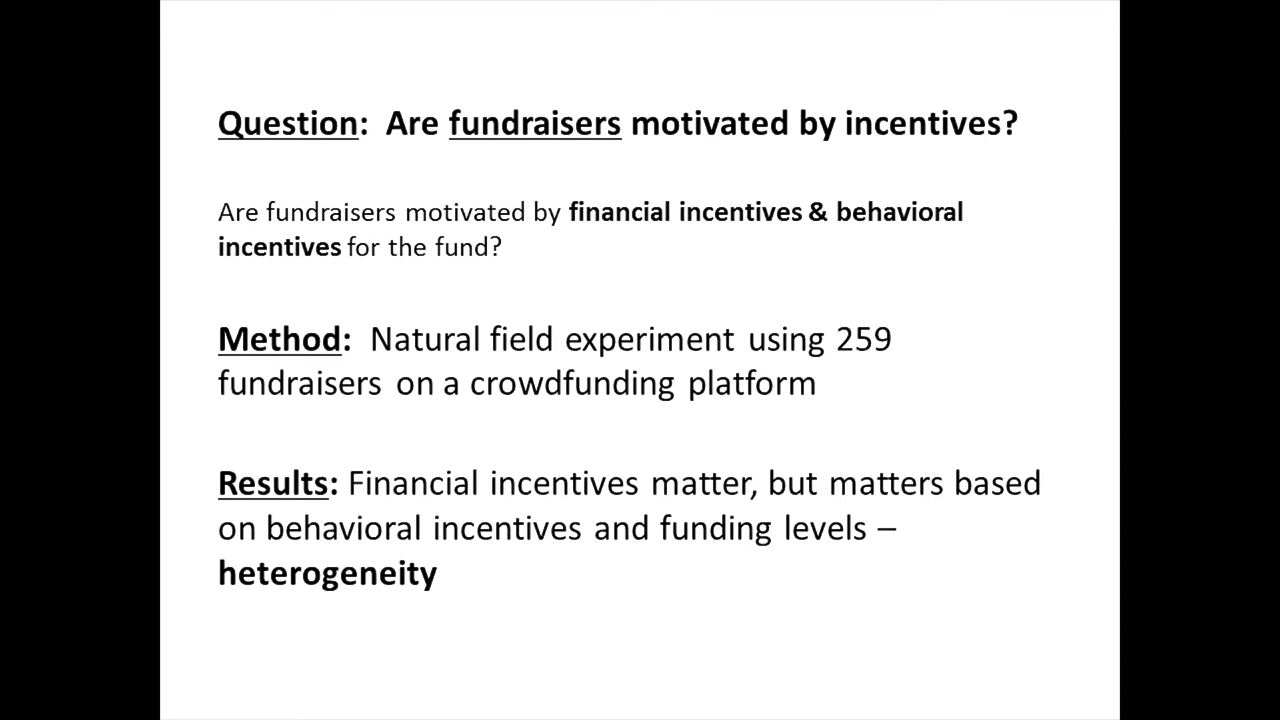 Question: Are fundraisers motivated by incentives?
Are fundraisers motivated by financial incentives & behavioral
incentives for the fund?
Method: Natural field experiment using 259
fundraisers on a crowdfunding platform
Results: Financial incentives matter, but matters based
on behavioral incentives and funding levels –
heterogeneity